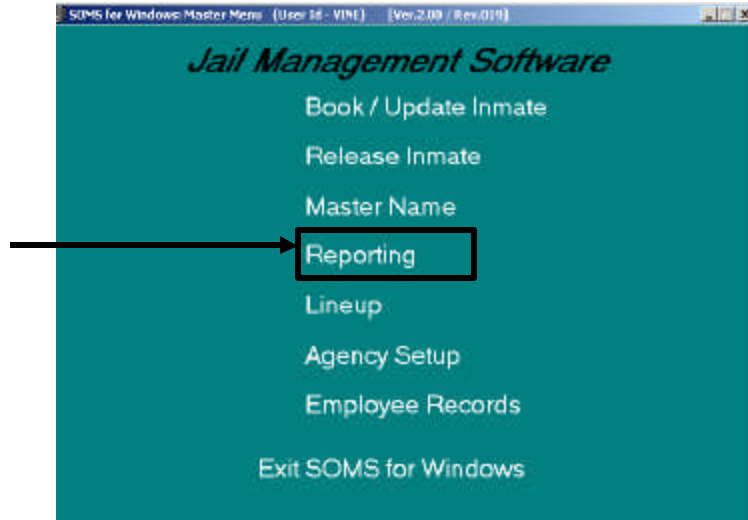 SOMS for Windows: Master Menu (User Id - VINE) [Ver.2.00 / Rev.019]
Jail Management Software
Book / Update Inmate
Release Inmate
Master Name
Reporting
Lineup
Agency Setup
Employee Records
Exit SOMS for Windows